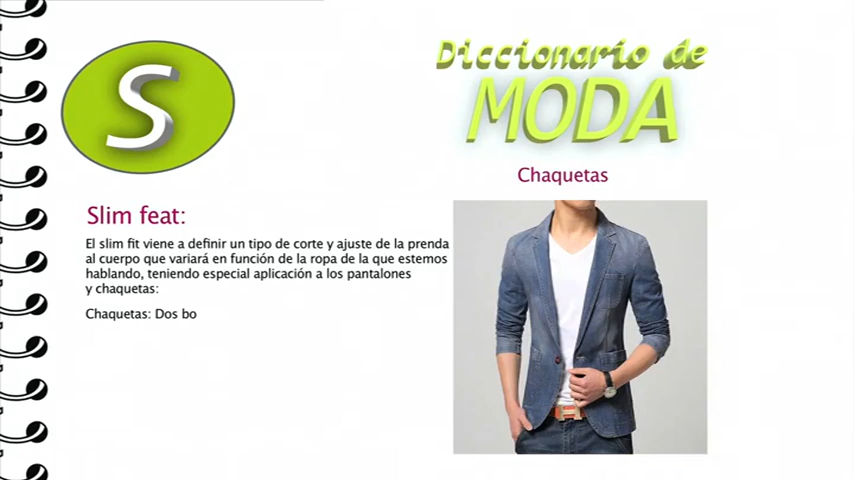 S
Diccionario de
MODA
Chaquetas
Slim feat:
El slim fit viene a definir un tipo de corte y ajuste de la prenda
al cuerpo que variará en función de la ropa de la que estemos
hablando, teniendo especial aplicación a los pantalones
y chaquetas:
Chaquetas: Dos bo